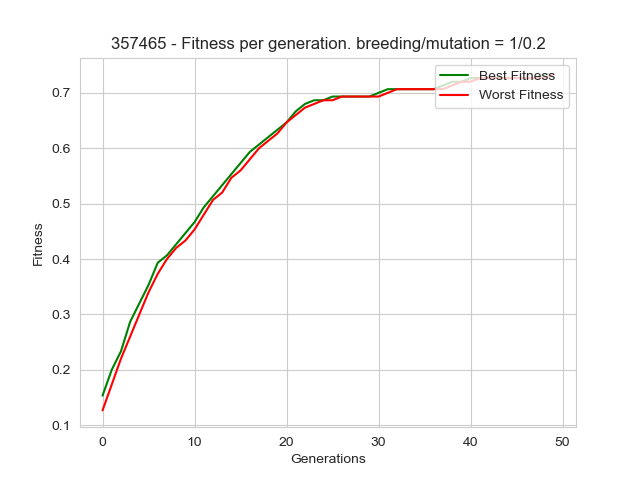 357465 - Fitness per generation. breeding/mutation = 1/0.2
Best Fitness
Worst Fitness
0.7
0.6
0.5
0.4
0.3
0.2
0.1
Fitness
0 10 20 30 40 50
Generations